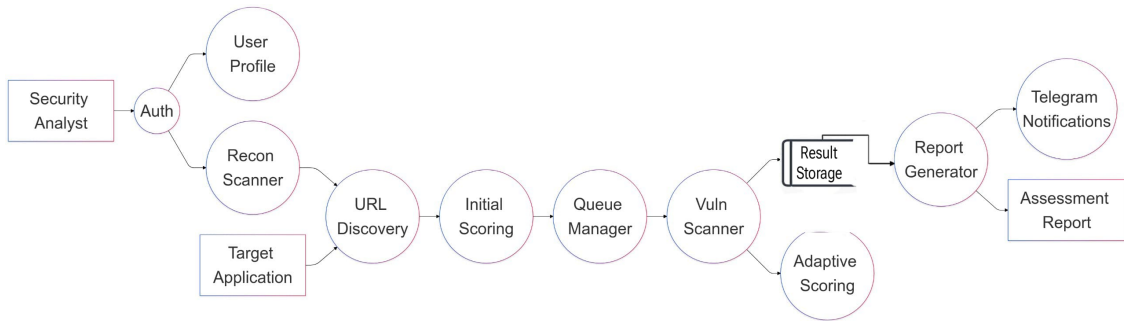 Security
Analyst
Auth
User
Profile
Recon
Scanner
Target
Application
URL
Discovery
Initial
Scoring
Queue
Manager
Vuln
Scanner
Result
Storage
Adaptive
Scoring
Report
Generator
Telegram
Notifications
Assessment
Report